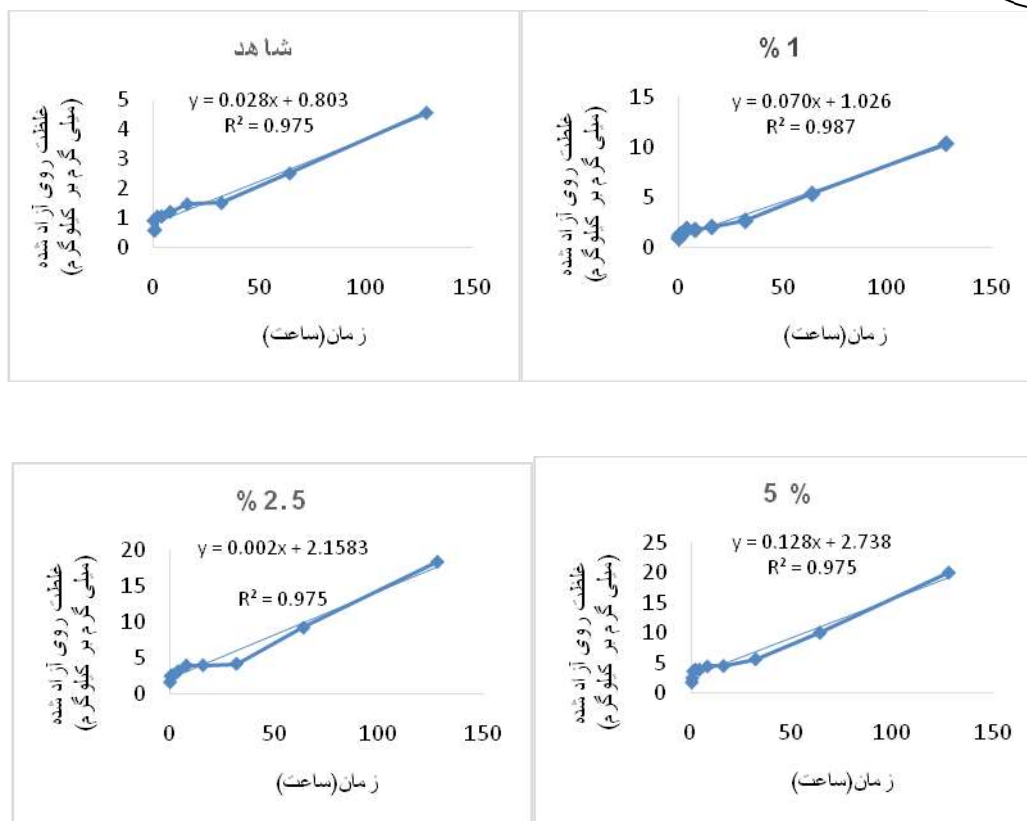 شاهد
y = 0.028x + 0.803
R² = 0.975
غلظت روی آزاد شده
(میلی گرم بر کیلوگرم)
5
4
3
2
1
0
0 50 100 150
زمان(ساعت)
% 1
y = 0.070x + 1.026
R² = 0.987
غلظت روی آزاد شده
(میلی گرم بر کیلوگرم)
15
10
5
0
0 50 100 150
زمان(ساعت)
% 2.5
y = 0.002x + 2.1583
R² = 0.975
غلظت روی آزاد شده
(میلی گرم بر کیلوگرم)
20
15
10
5
0
0 50 100 150
زمان(ساعت)
5 %
y = 0.128x + 2.738
R² = 0.975
غلظت روی آزاد شده
(میلی گرم بر کیلوگرم)
25
20
15
10
5
0
0 50 100 150
زمان(ساعت)